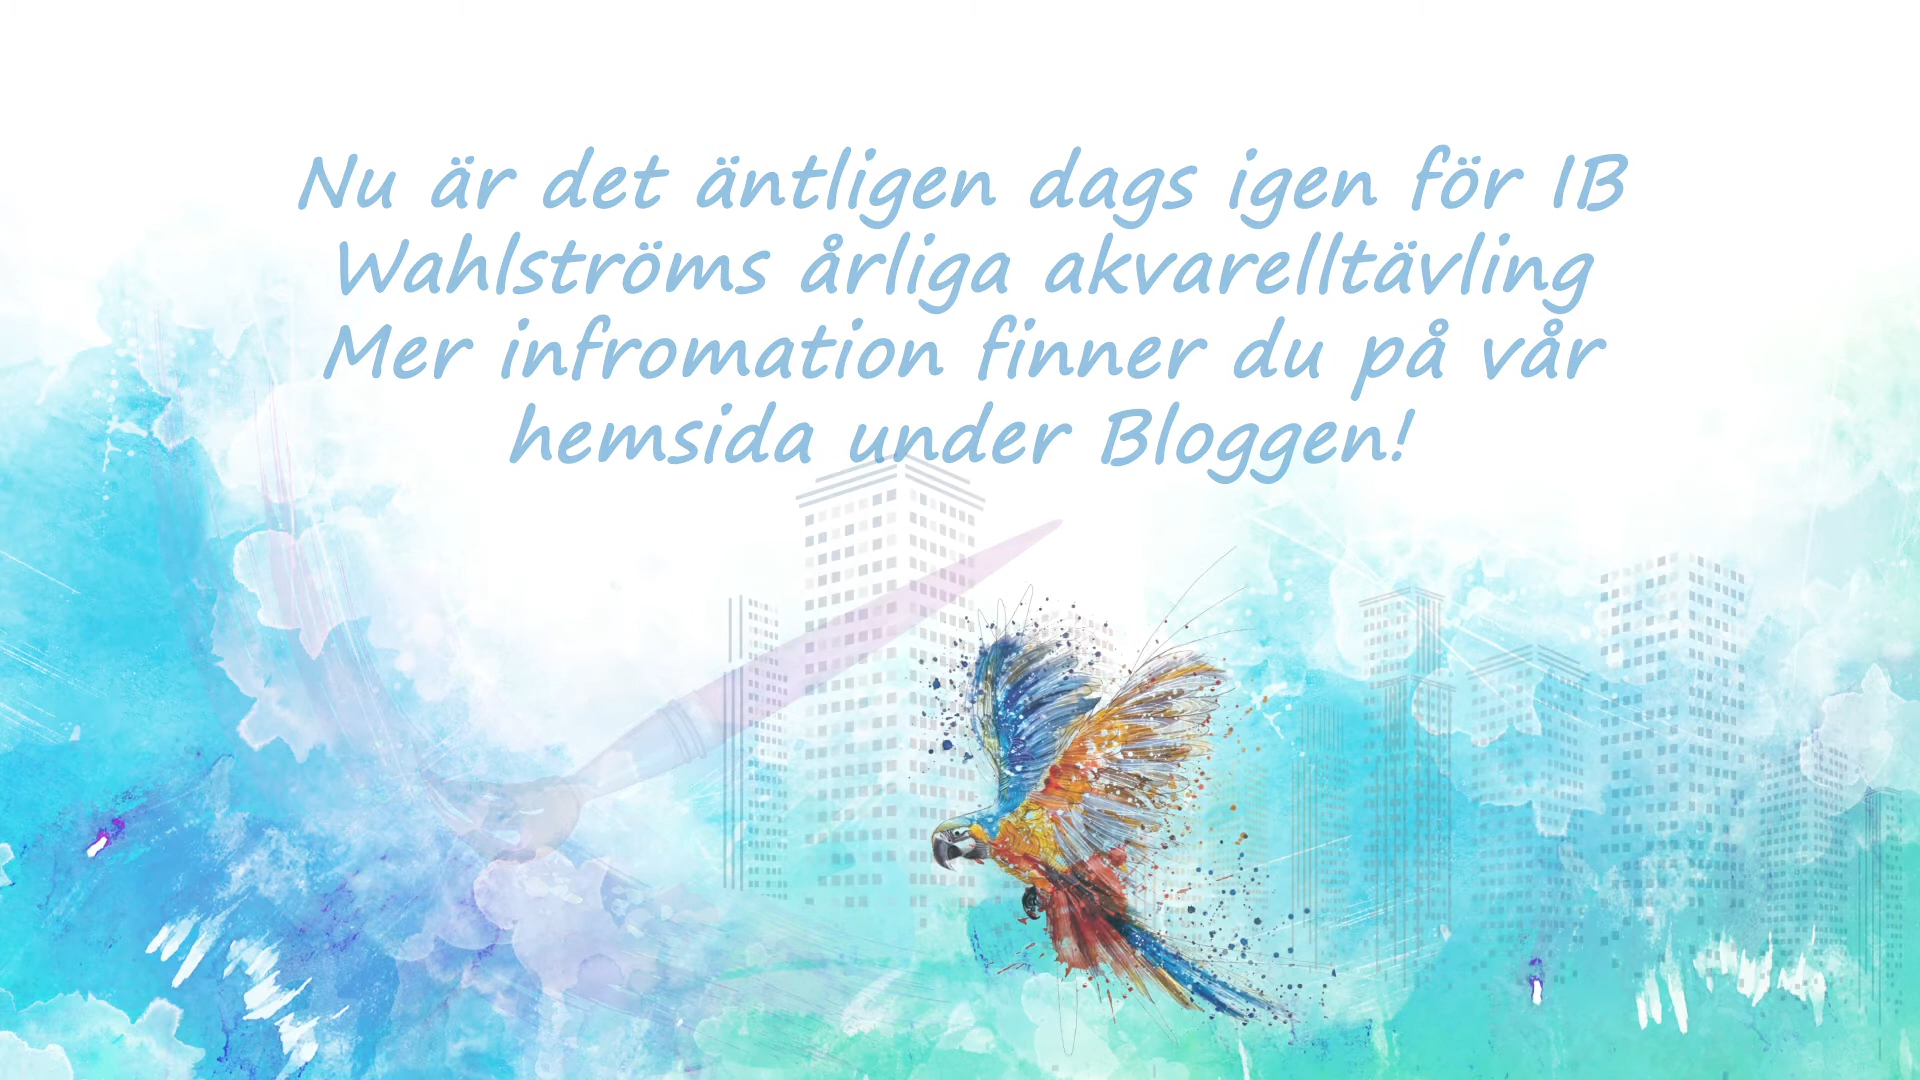 Nu är det äntligen dags igen för IB
Wahlströms årliga akvarelltävling
Mer infromation finner du på vår
hemsida under Bloggen!